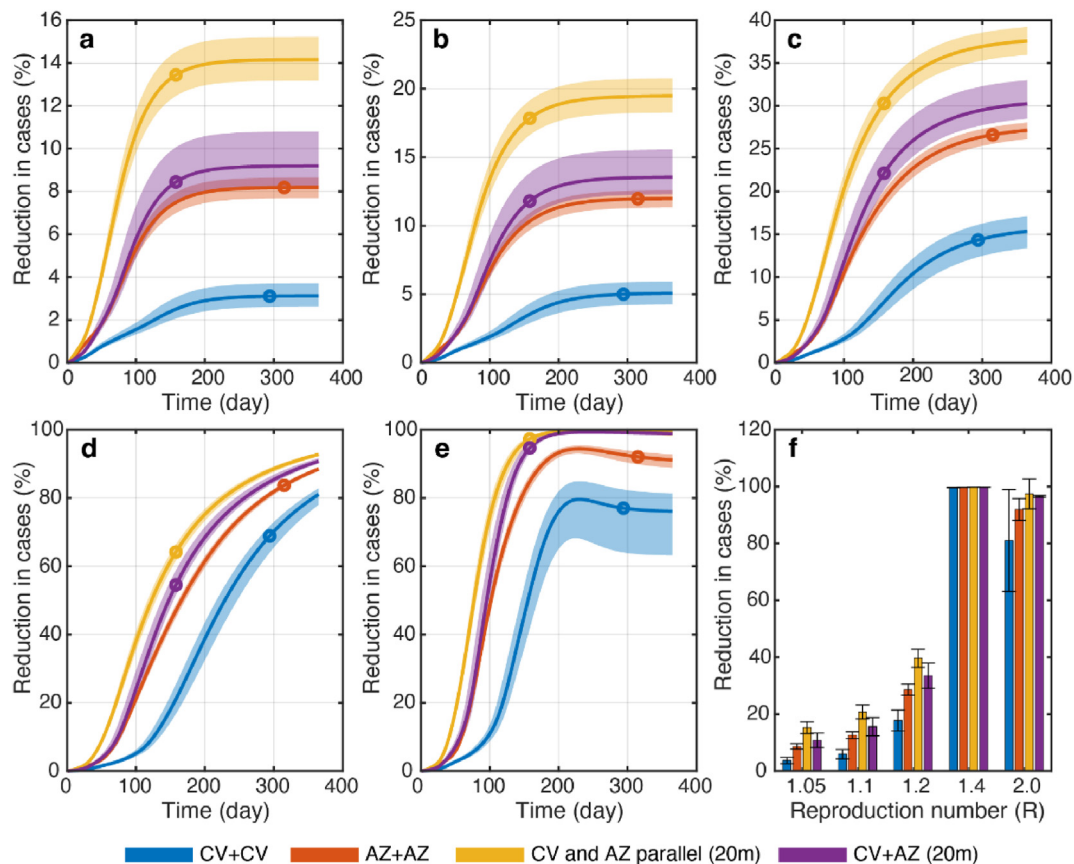 a
Reduction in cases (%)
16
14
12
10
8
6
4
2
0
0 100 200 300 400
Time (day)
b
Reduction in cases (%)
25
20
15
10
5
0
0 100 200 300 400
Time (day)
c
Reduction in cases (%)
40
35
30
25
20
15
10
5
0
0 100 200 300 400
Time (day)
d
Reduction in cases (%)
100
80
60
40
20
0
0 100 200 300 400
Time (day)
e
Reduction in cases (%)
100
80
60
40
20
0
0 100 200 300 400
Time (day)
f
Reduction in cases (%)
120
100
80
60
40
20
0
1.05 1.1 1.2 1.4 2.0
Reproduction number (R)
CV+CV AZ+AZ CV and AZ parallel (20m) CV+AZ (20m)